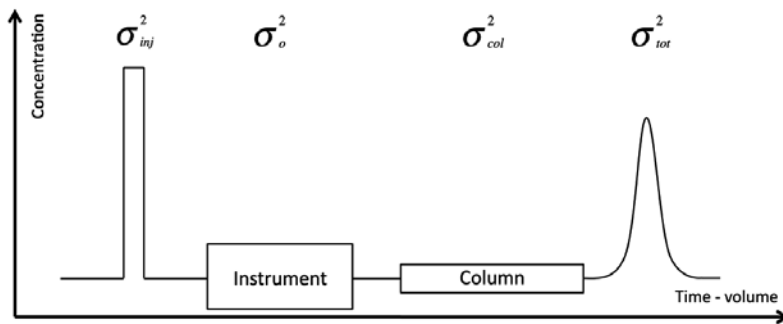 σ²inj σ²o σ²col σ²tot
Concentration
Instrument
Column
Time - volume